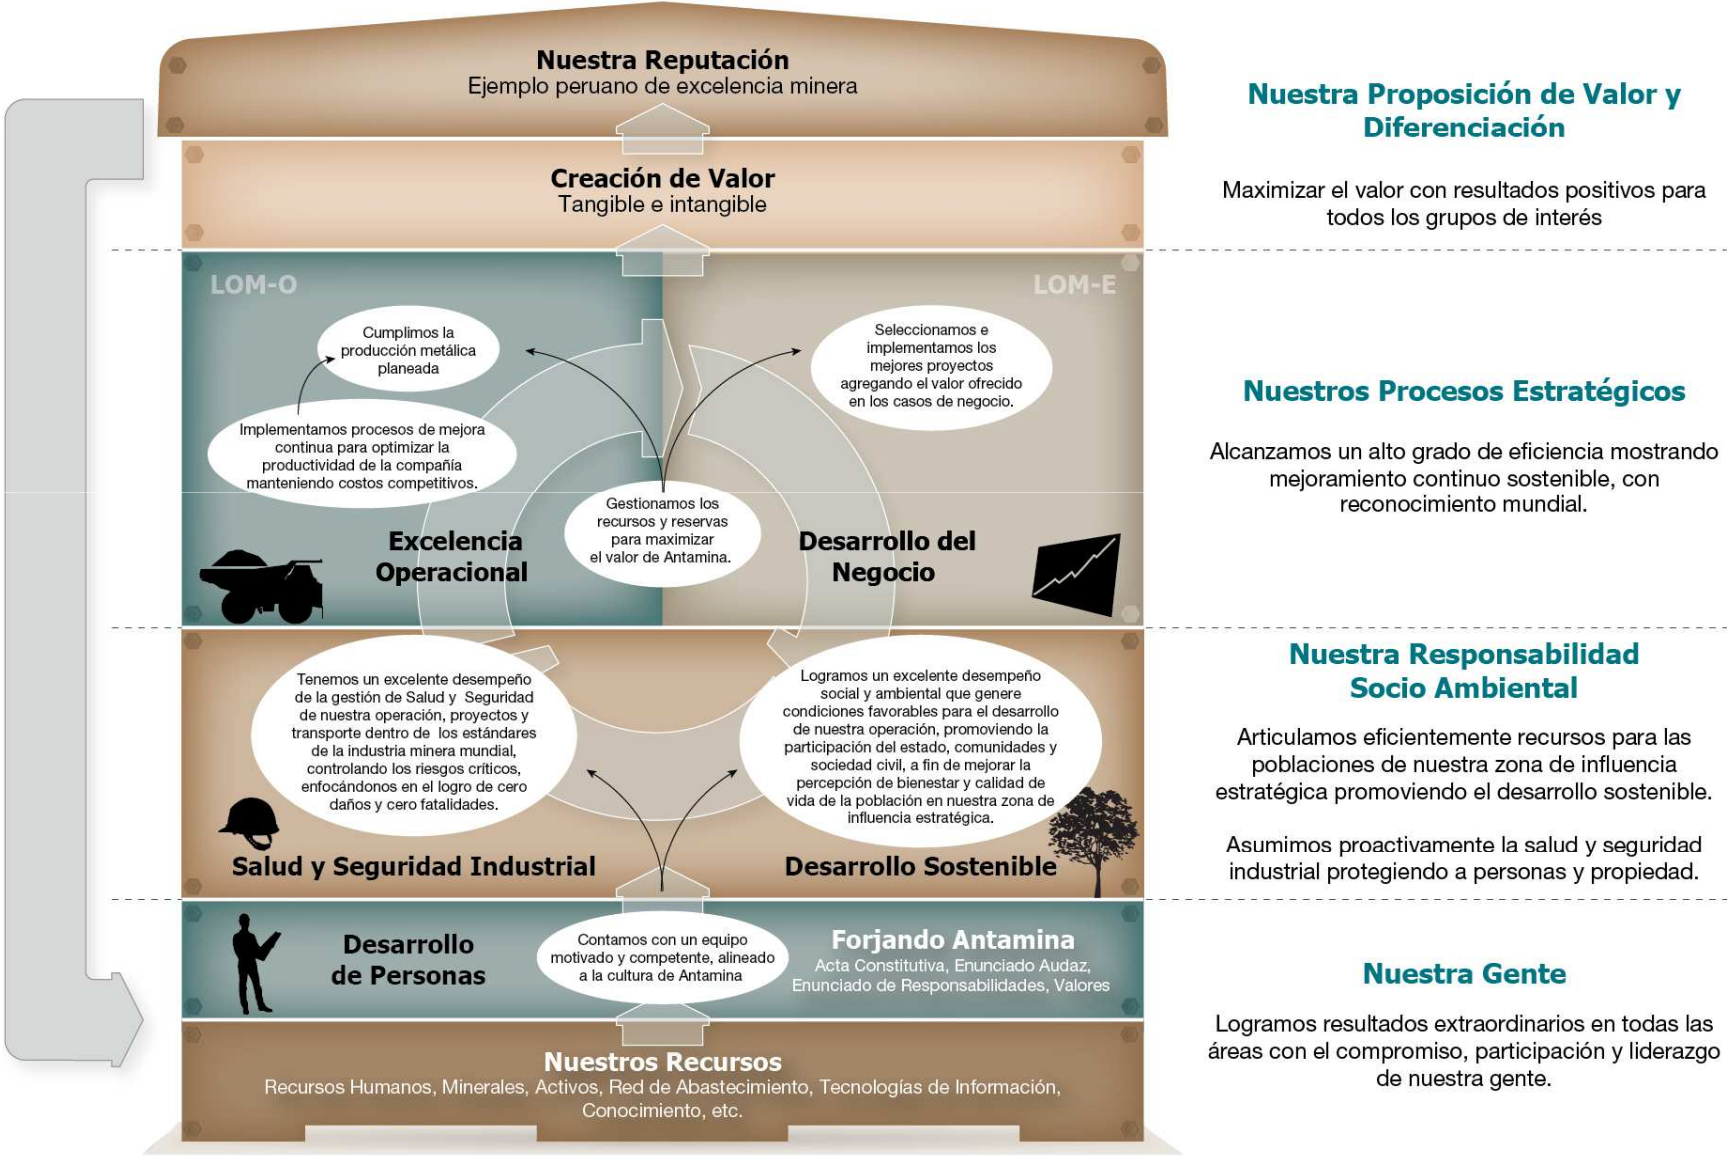 Nuestra Reputación
Ejemplo peruano de excelencia minera
Creación de Valor
Tangible e intangible
Nuestra Proposición de Valor y
Diferenciación
Maximizar el valor con resultados positivos para
todos los grupos de interés
LOM-O
LOM-E
Cumplimos la
producción metálica
planeada
Implementamos procesos de mejora
continua para optimizar la
productividad de la compañía
manteniendo costos competitivos.
Seleccionamos e
implementamos los
mejores proyectos
agregando el valor ofrecido
en los casos de negocio.
Gestionamos los
recursos y reservas
para maximizar
el valor de Antamina.
Excelencia
Operacional
Desarrollo del
Negocio
Nuestros Procesos Estratégicos
Alcanzamos un alto grado de eficiencia mostrando
mejoramiento continuo sostenible, con
reconocimiento mundial.
Tenemos un excelente desempeño
de la gestión de Salud y Seguridad
de nuestra operación, proyectos y
transporte dentro de los estándares
de la industria minera mundial,
controlando los riesgos críticos,
enfocándonos en el logro de cero
daños y cero fatalidades.
Logramos un excelente desempeño
social y ambiental que genere
condiciones favorables para el desarrollo
de nuestra operación, promoviendo la
participación del estado, comunidades y
sociedad civil, a fin de mejorar la
percepción de bienestar y calidad de
vida de la población en nuestra zona de
influencia estratégica.
Salud y Seguridad Industrial
Desarrollo Sostenible
Nuestra Responsabilidad
Socio Ambiental
Articulamos eficientemente recursos para las
poblaciones de nuestra zona de influencia
estratégica promoviendo el desarrollo sostenible.
Asumimos proactivamente la salud y seguridad
industrial protegiendo a personas y propiedad.
Desarrollo
de Personas
Contamos con un equipo
motivado y competente, alineado
a la cultura de Antamina
Forjando Antamina
Acta Constitutiva, Enunciado Audaz,
Enunciado de Responsabilidades, Valores
Nuestra Gente
Logramos resultados extraordinarios en todas las
áreas con el compromiso, participación y liderazgo
de nuestra gente.
Nuestros Recursos
Recursos Humanos, Minerales, Activos, Red de Abastecimiento, Tecnologías de Información,
Conocimiento, etc.